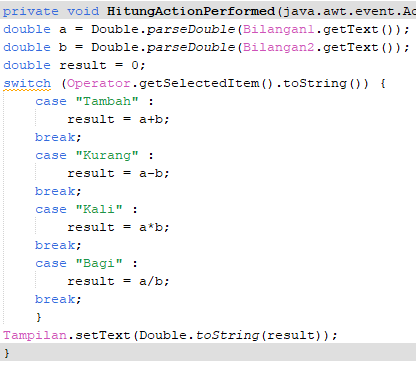 private void HitungActionPerformed(java.awt.event.Ac
double a = Double.parseDouble(Bilangan1.getText());
double b = Double.parseDouble(Bilangan2.getText());
double result = 0;
switch (Operator.getSelectedItem().toString()) {
case "Tambah" :
result = a+b;
break;
case "Kurang" :
result = a-b;
break;
case "Kali" :
result = a*b;
break;
case "Bagi" :
result = a/b;
break;
}
Tampilan.setText(Double.toString(result));
}